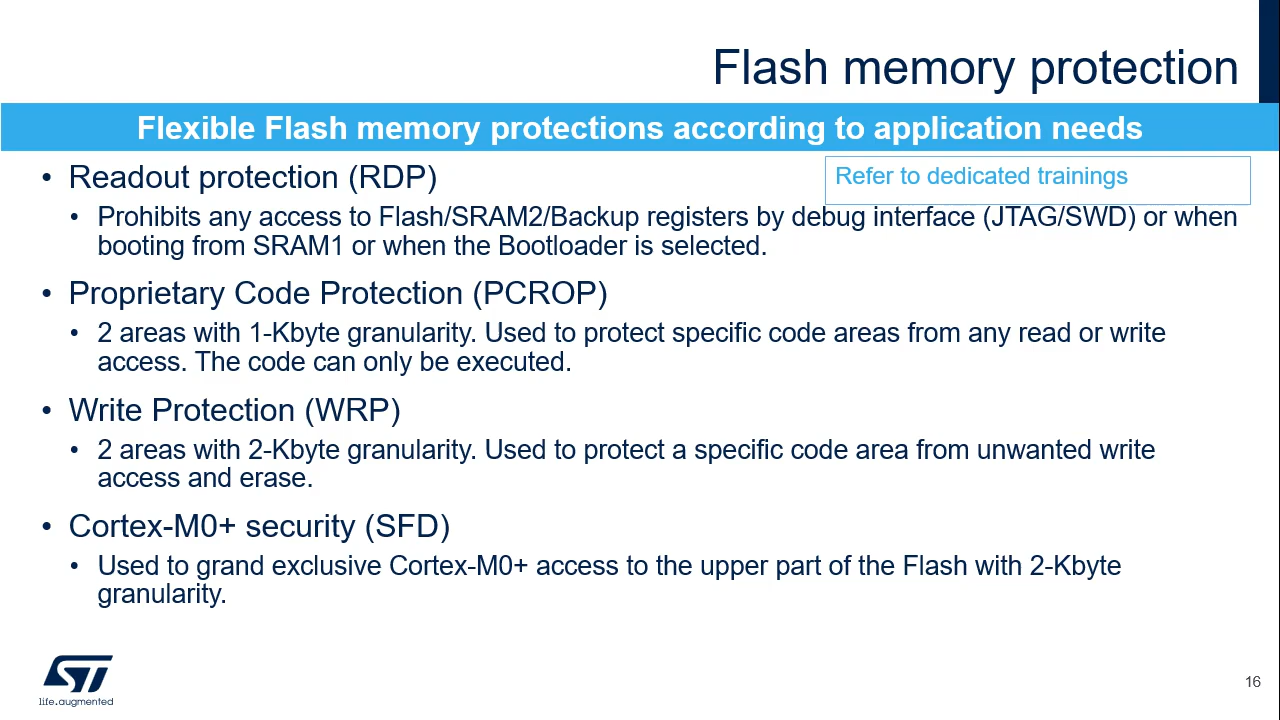 Flash memory protection
Flexible Flash memory protections according to application needs
• Readout protection (RDP)
Refer to dedicated trainings
• Prohibits any access to Flash/SRAM2/Backup registers by debug interface (JTAG/SWD) or when
booting from SRAM1 or when the Bootloader is selected.
• Proprietary Code Protection (PCROP)
• 2 areas with 1-Kbyte granularity. Used to protect specific code areas from any read or write
access. The code can only be executed.
• Write Protection (WRP)
• 2 areas with 2-Kbyte granularity. Used to protect a specific code area from unwanted write
access and erase.
• Cortex-M0+ security (SFD)
• Used to grand exclusive Cortex-M0+ access to the upper part of the Flash with 2-Kbyte
granularity.
ST
life.augmented
16